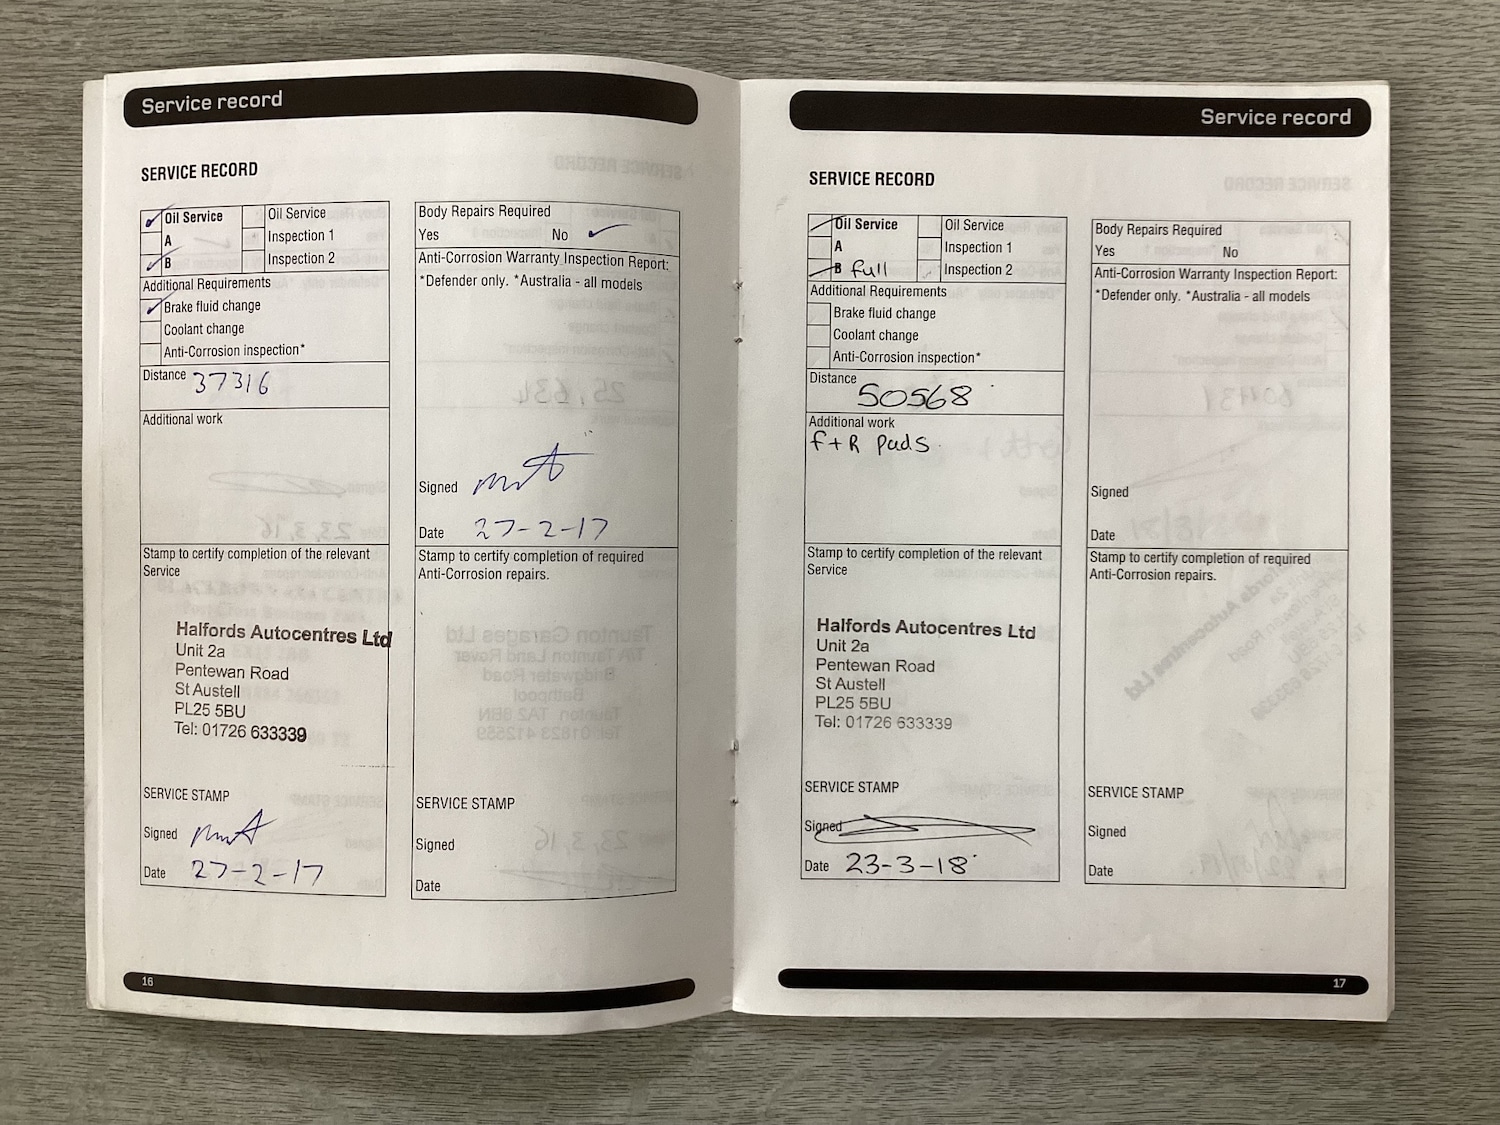 Service record
SERVICE RECORD
Oil Service
A
B
Oil Service
Inspection 1
Inspection 2
Additional Requirements
Brake fluid change
Coolant change
Anti-Corrosion inspection*
Distance 37316
Additional work
Stamp to certify completion of the relevant
Service
Halfords Autocentres Ltd
Unit 2a
Pentewan Road
St Austell
PL25 5BU
Tel: 01726 633339
SERVICE STAMP
Signed
Date 27-2-17
Body Repairs Required
Yes No
Anti-Corrosion Warranty Inspection Report:
*Defender only. *Australia - all models
Signed
Date 27-2-17
Stamp to certify completion of required
Anti-Corrosion repairs.
SERVICE STAMP
Signed
Date
16
Service record
SERVICE RECORD
Oil Service
A
B full
Oil Service
Inspection 1
Inspection 2
Additional Requirements
Brake fluid change
Coolant change
Anti-Corrosion inspection*
Distance 50568
Additional work
F+R Pads
Stamp to certify completion of the relevant
Service
Halfords Autocentres Ltd
Unit 2a
Pentewan Road
St Austell
PL25 5BU
Tel: 01726 633339
SERVICE STAMP
Signed
Date 23-3-18
Body Repairs Required
Yes No
Anti-Corrosion Warranty Inspection Report:
*Defender only. *Australia - all models
Signed
Date
Stamp to certify completion of required
Anti-Corrosion repairs.
SERVICE STAMP
Signed
Date
17